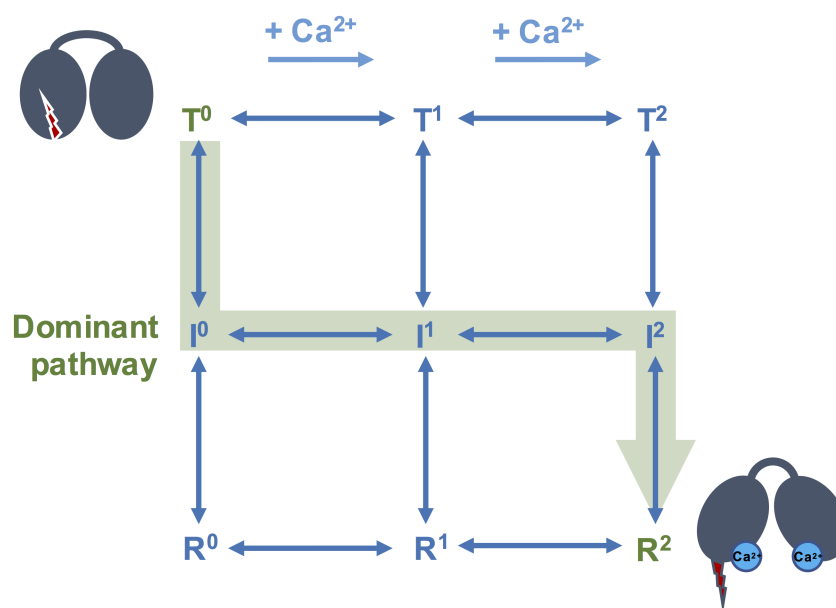 + Ca²⁺ + Ca²⁺
T⁰ T¹ T²
Dominant
pathway
I⁰ I¹ I²
R⁰ R¹ R²
Ca²⁺ Ca²⁺